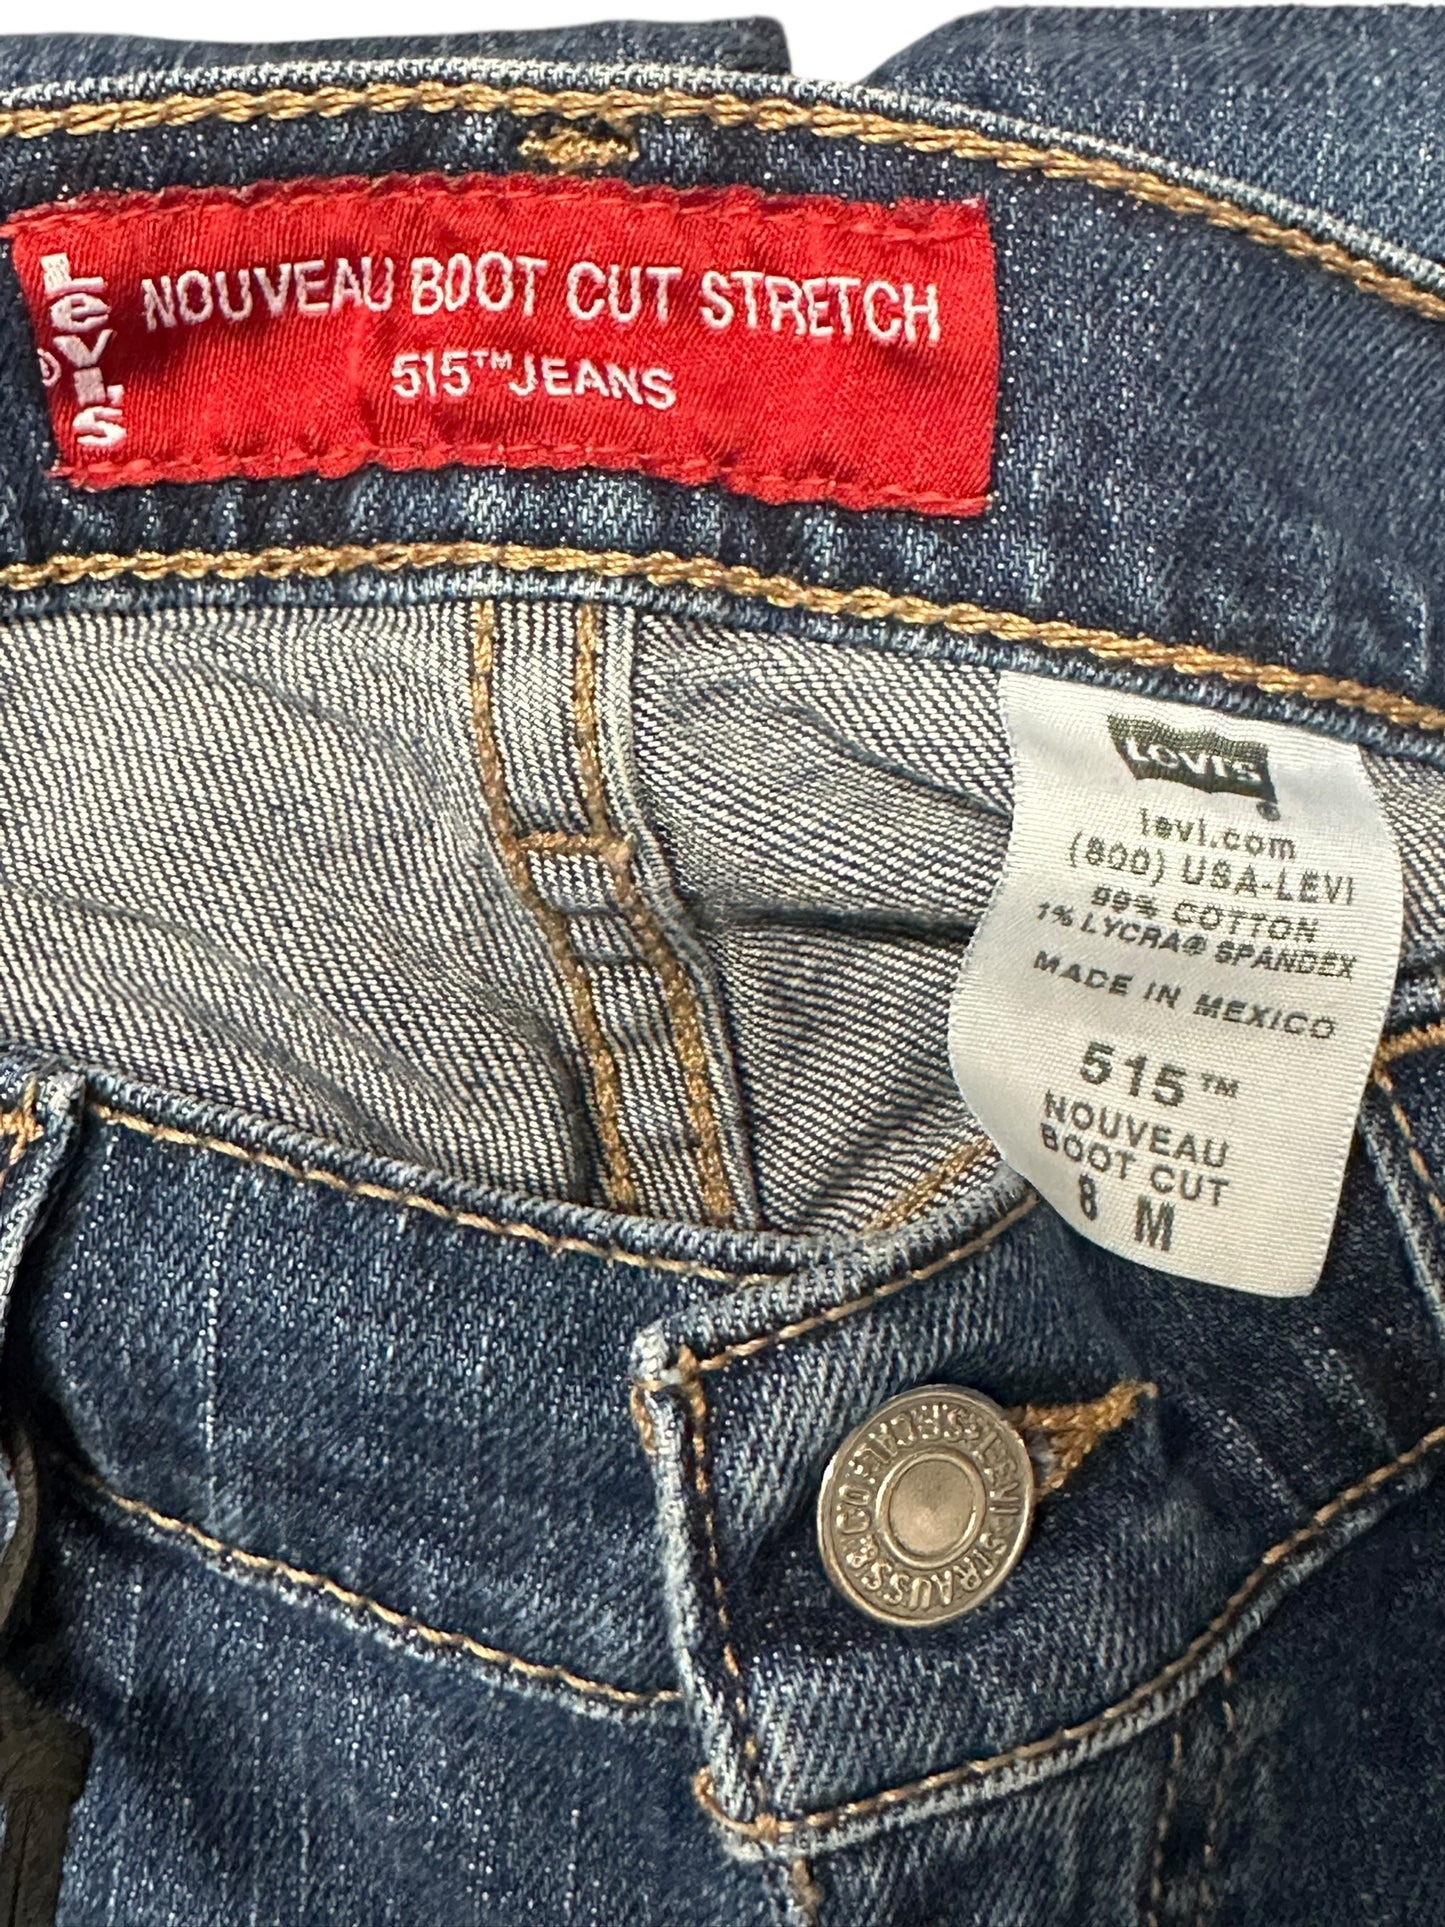 LEVI'S
®
NOUVEAU BOOT CUT STRETCH
515™ JEANS
LEVI'S
®
levi.com
(800) USA-LEVI
99% COTTON
1% LYCRA® SPANDEX
MADE IN MEXICO
515™
NOUVEAU
BOOT CUT
8 M
LEVI STRAUSS & CO